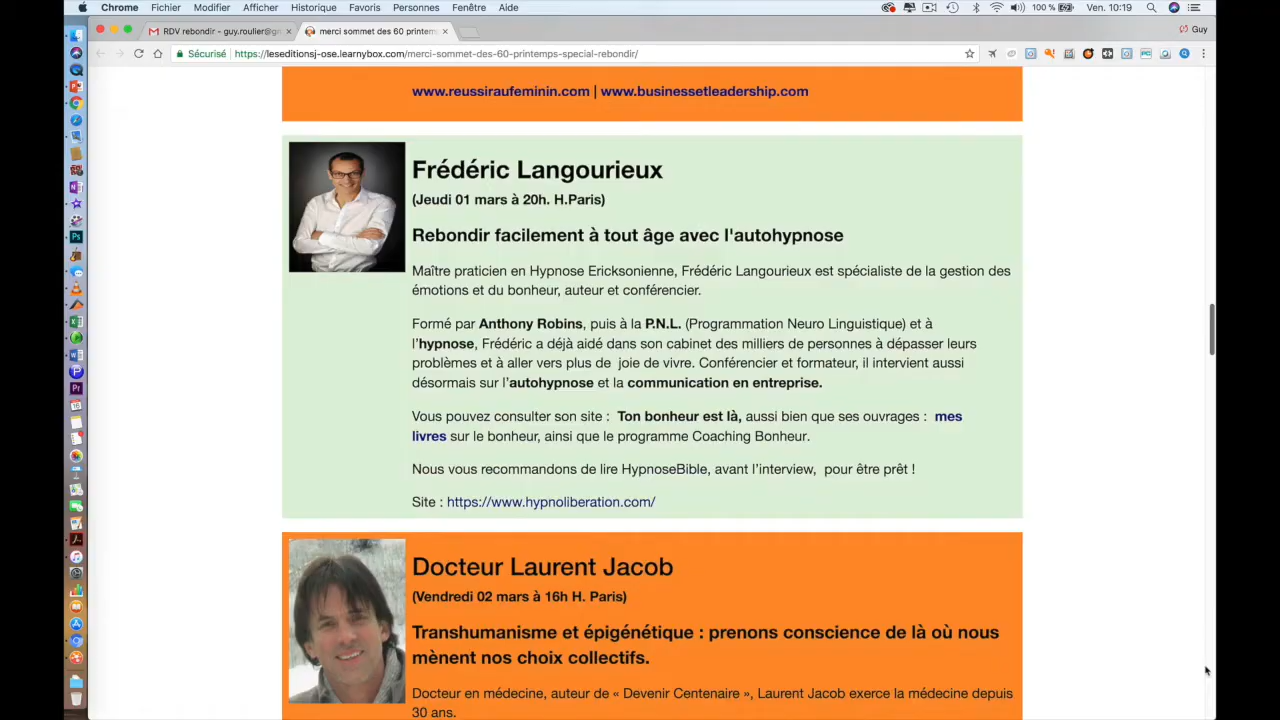 Chrome Fichier Modifier Afficher Historique Favoris Personnes Fenêtre Aide 100 % Ven. 10:19
RDV rebondir - guy.roulier@gm × merci sommet des 60 printem × Guy
Sécurisé | https://leseditionsj-ose.learnybox.com/merci-sommet-des-60-printemps-special-rebondir/
www.reussiraufeminin.com | www.businessetleadership.com
Frédéric Langourieux
(Jeudi 01 mars à 20h. H.Paris)
Rebondir facilement à tout âge avec l'autohypnose
Maître praticien en Hypnose Ericksonienne, Frédéric Langourieux est spécialiste de la gestion des
émotions et du bonheur, auteur et conférencier.
Formé par Anthony Robins, puis à la P.N.L. (Programation Neuro Linguistique) et à
l'hypnose, Frédéric a déjà aidé dans son cabinet des milliers de personnes à dépasser leurs
problèmes et à aller vers plus de joie de vivre. Conférencier et formateur, il intervient aussi
désormais sur l'autohypnose et la communication en entreprise.
Vous pouvez consulter son site : Ton bonheur est là, aussi bien que ses ouvrages : mes
livres sur le bonheur, ainsi que le programme Coaching Bonheur.
Nous vous recommandons de lire HypnoseBible, avant l'interview, pour être prêt !
Site : https://www.hypnoliberation.com/
Docteur Laurent Jacob
(Vendredi 02 mars à 16h H. Paris)
Transhumanisme et épigénétique : prenons conscience de là où nous
mènent nos choix collectifs.
Docteur en médecine, auteur de « Devenir Centenaire », Laurent Jacob exerce la médecine depuis
30 ans.